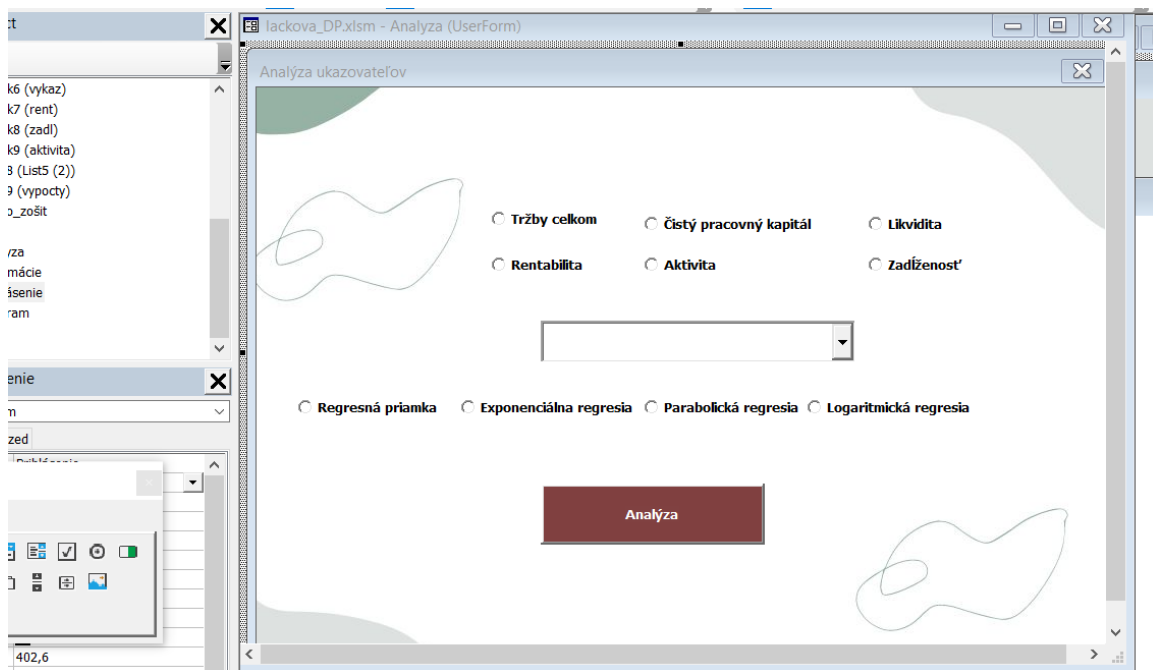 ct
lackova_DP.xlsm - Analyza (UserForm)
Analýza ukazovateľov
k6 (vykaz)
k7 (rent)
k8 (zadl)
k9 (aktivita)
8 (List5 (2))
9 (vypocty)
o_zošit
yza
mácie
ásenie
ram
enie
m
zed
402,6
Tržby celkom
Čistý pracovný kapitál
Likvidita
Rentabilita
Aktivita
Zadĺženosť
Regresná priamka
Exponenciálna regresia
Parabolická regresia
Logaritmická regresia
Analýza